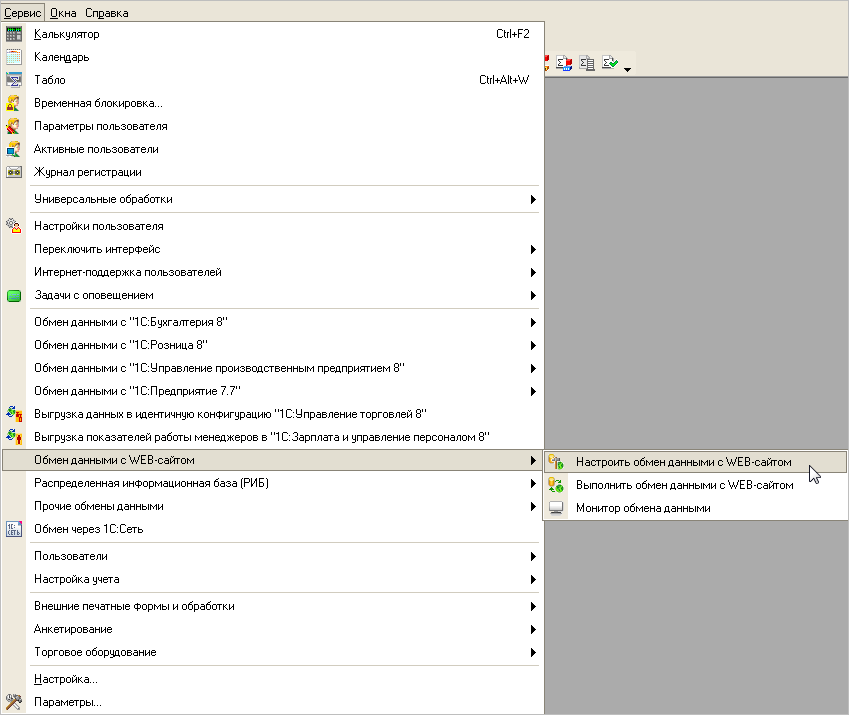 Сервис Окна Справка
Калькулятор Ctrl+F2
Календарь
Табло Ctrl+Alt+W
Временная блокировка...
Параметры пользователя
Активные пользователи
Журнал регистрации
Универсальные обработки
Настройки пользователя
Переключить интерфейс
Интернет-поддержка пользователей
Задачи с оповещением
Обмен данными с "1С:Бухгалтерия 8"
Обмен данными с "1С:Розница 8"
Обмен данными с "1С:Управление производственным предприятием 8"
Обмен данными с "1С:Предприятие 7.7"
Выгрузка данных в идентичную конфигурацию "1С:Управление торговлей 8"
Выгрузка показателей работы менеджеров в "1С:Зарплата и управление персоналом 8"
Обмен данными с WEB-сайтом
Настроить обмен данными с WEB-сайтом
Выполнить обмен данными с WEB-сайтом
Монитор обмена данными
Распределенная информационная база (РИБ)
Прочие обмены данными
1С: СЕТЬ
Обмен через 1С:Сеть
Пользователи
Настройка учета
Внешние печатные формы и обработки
Анкетирование
Торговое оборудование
Настройка...
Параметры...